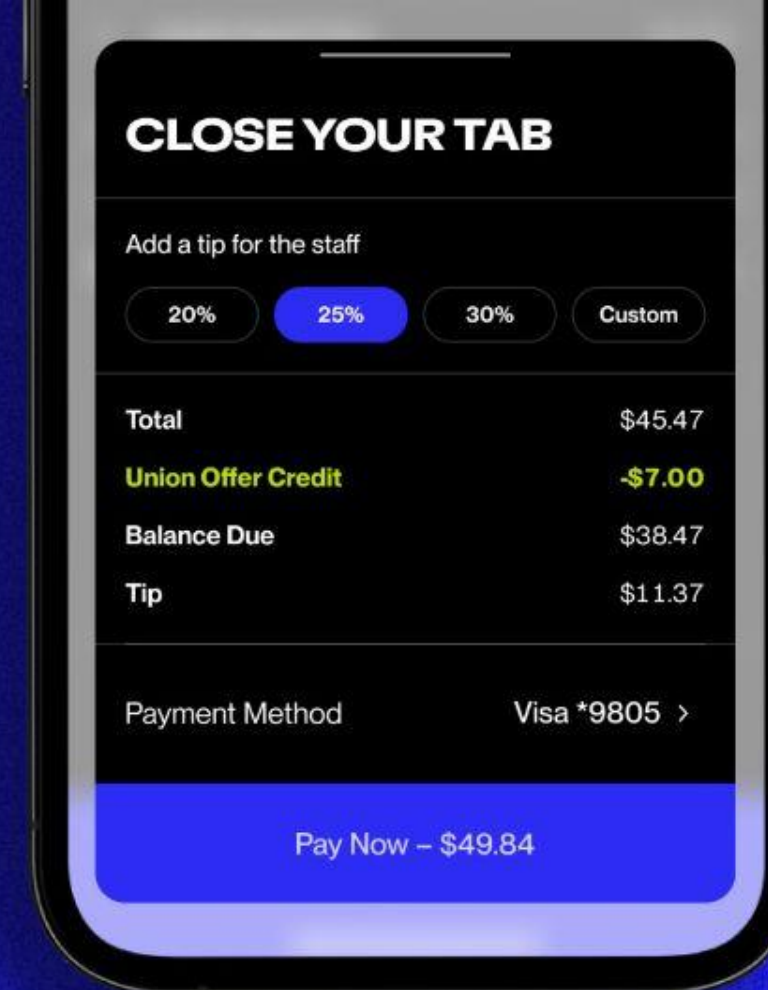 CLOSE YOUR TAB
Add a tip for the staff
20% 25% 30% Custom
Total $45.47
Union Offer Credit -$7.00
Balance Due $38.47
Tip $11.37
Payment Method Visa *9805 >
Pay Now – $49.84